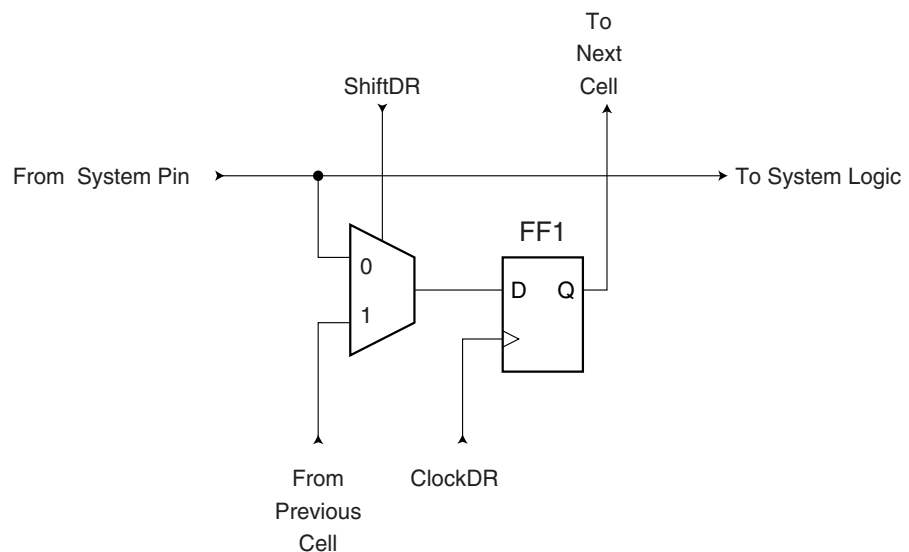 To
Next
Cell
ShiftDR
From System Pin
To System Logic
FF1
0
D Q
1
From
Previous
Cell
ClockDR